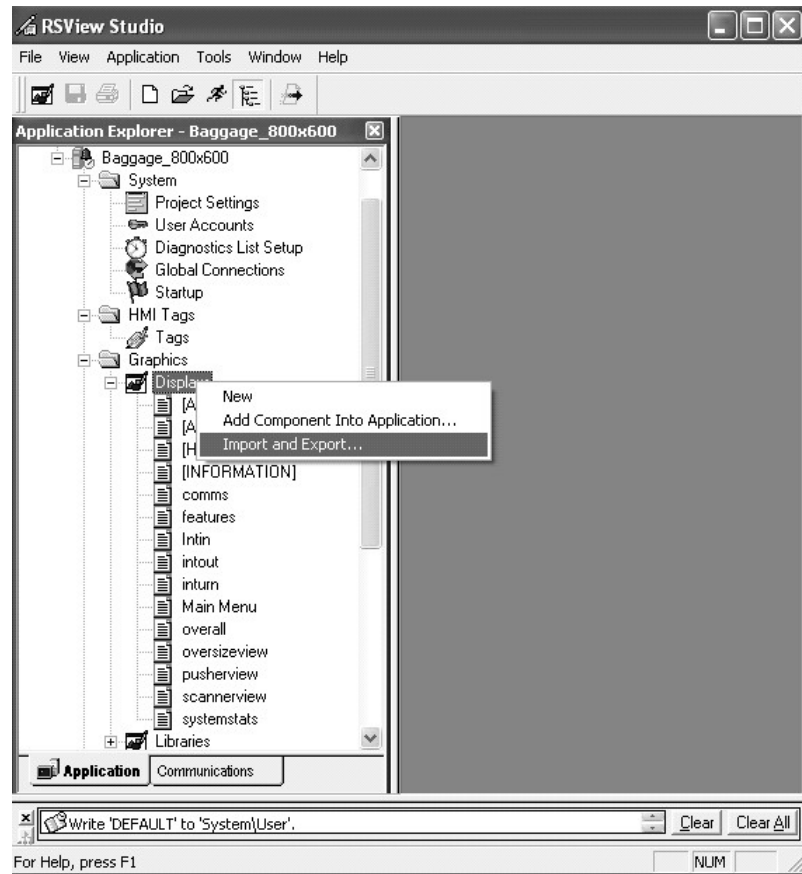 RSView Studio
File View Application Tools Window Help
Application Explorer - Baggage_800x600
Baggage_800x600
System
Project Settings
User Accounts
Diagnostics List Setup
Global Connections
Startup
HMI Tags
Tags
Graphics
Display
New
[A
Add Component Into Application...
[A
Import and Export...
[H
[INFORMATION]
comms
features
Intin
intout
inturn
Main Menu
overall
oversizeview
pusherview
scannerview
systemstats
Libraries
Application Communications
Write 'DEFAULT' to 'System\User'.
Clear Clear All
For Help, press F1
NUM